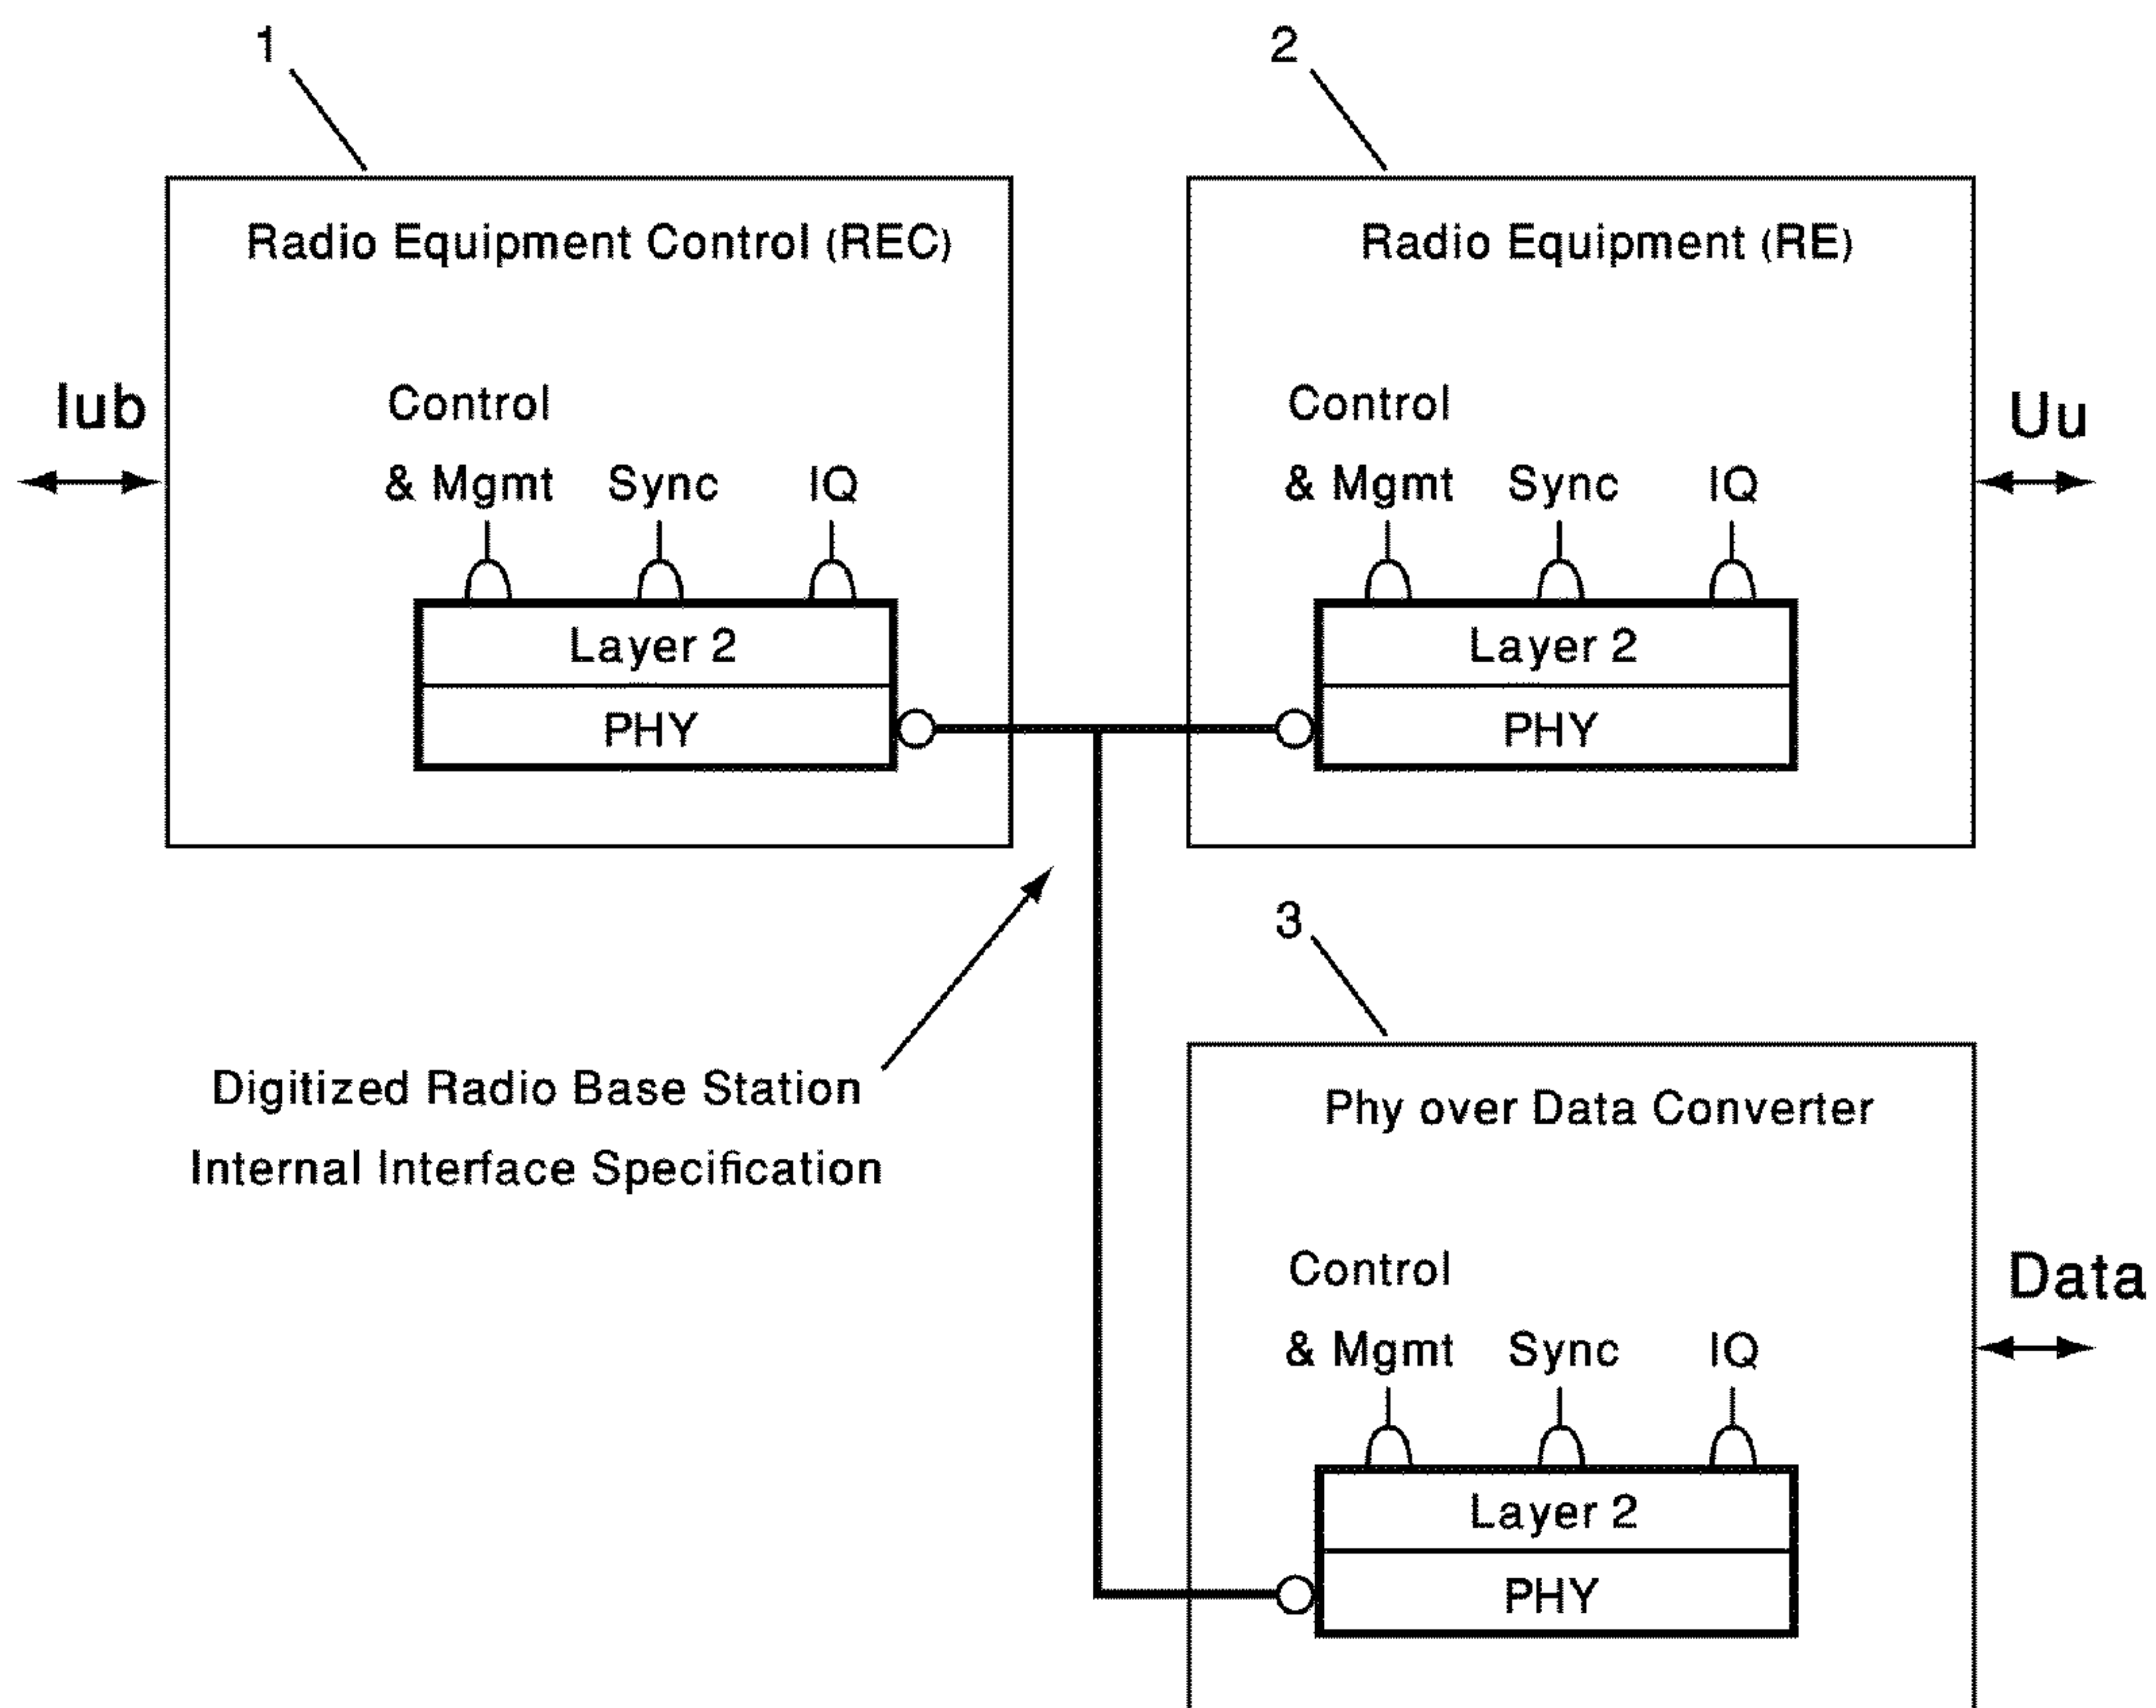 1
Radio Equipment Control (REC)
Iub
Control
& Mgmt Sync IQ
Layer 2
PHY
2
Radio Equipment (RE)
Uu
Control
& Mgmt Sync IQ
Layer 2
PHY
Digitized Radio Base Station
Internal Interface Specification
3
Phy over Data Converter
Data
Control
& Mgmt Sync IQ
Layer 2
PHY